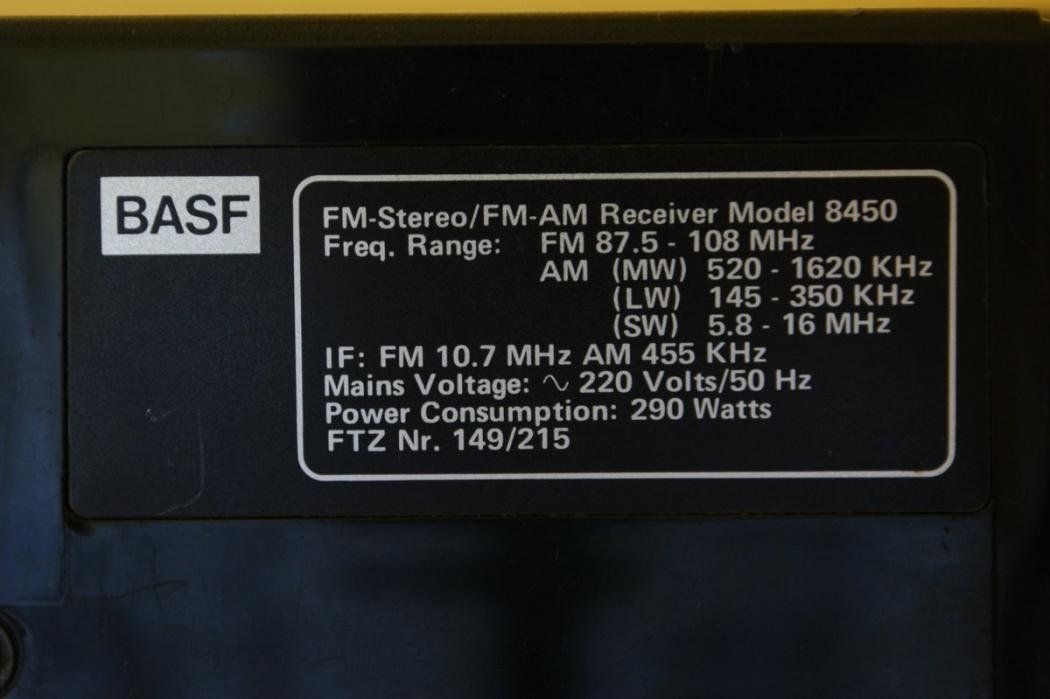 BASF
FM-Stereo/FM-AM Receiver Model 8450
Freq. Range: FM 87.5 - 108 MHz
AM (MW) 520 - 1620 KHz
(LW) 145 - 350 KHz
(SW) 5.8 - 16 MHz
IF: FM 10.7 MHz AM 455 KHz
Mains Voltage: ∿ 220 Volts/50 Hz
Power Consumption: 290 Watts
FTZ Nr. 149/215